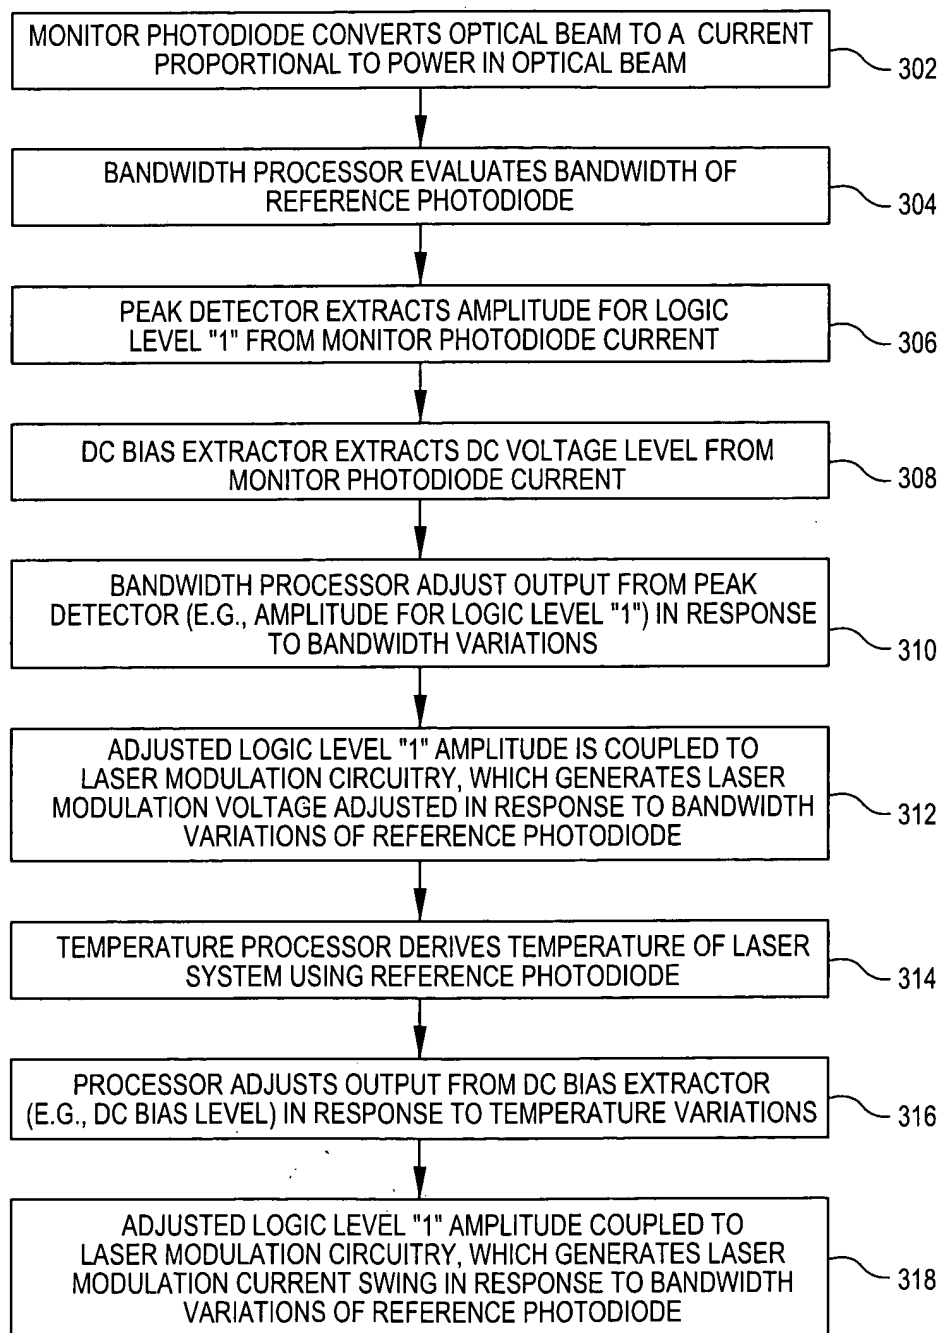 MONITOR PHOTODIODE CONVERTS OPTICAL BEAM TO A CURRENT
PROPORTIONAL TO POWER IN OPTICAL BEAM
302
BANDWIDTH PROCESSOR EVALUATES BANDWIDTH OF
REFERENCE PHOTODIODE
304
PEAK DETECTOR EXTRACTS AMPLITUDE FOR LOGIC
LEVEL "1" FROM MONITOR PHOTODIODE CURRENT
306
DC BIAS EXTRACTOR EXTRACTS DC VOLTAGE LEVEL FROM
MONITOR PHOTODIODE CURRENT
308
BANDWIDTH PROCESSOR ADJUST OUTPUT FROM PEAK
DETECTOR (E.G., AMPLITUDE FOR LOGIC LEVEL "1") IN RESPONSE
TO BANDWIDTH VARIATIONS
310
ADJUSTED LOGIC LEVEL "1" AMPLITUDE IS COUPLED TO
LASER MODULATION CIRCUITRY, WHICH GENERATES LASER
MODULATION VOLTAGE ADJUSTED IN RESPONSE TO BANDWIDTH
VARIATIONS OF REFERENCE PHOTODIODE
312
TEMPERATURE PROCESSOR DERIVES TEMPERATURE OF LASER
SYSTEM USING REFERENCE PHOTODIODE
314
PROCESSOR ADJUSTS OUTPUT FROM DC BIAS EXTRACTOR
(E.G., DC BIAS LEVEL) IN RESPONSE TO TEMPERATURE VARIATIONS
316
ADJUSTED LOGIC LEVEL "1" AMPLITUDE COUPLED TO
LASER MODULATION CIRCUITRY, WHICH GENERATES LASER
MODULATION CURRENT SWING IN RESPONSE TO BANDWIDTH
VARIATIONS OF REFERENCE PHOTODIODE
318